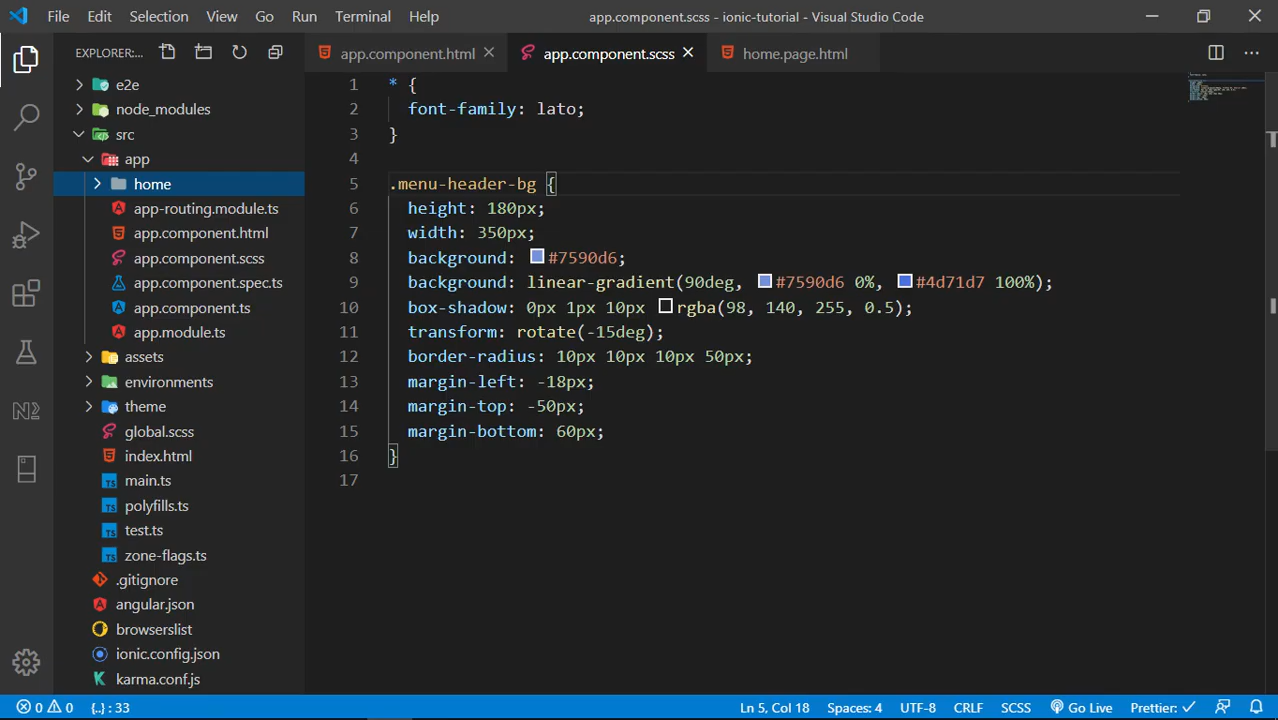 File Edit Selection View Go Run Terminal Help
app.component.scss - ionic-tutorial - Visual Studio Code
EXPLORER:...
app.component.html
app.component.scss
home.page.html
e2e
node_modules
src
app
home
app-routing.module.ts
app.component.html
app.component.scss
app.component.spec.ts
app.component.ts
app.module.ts
assets
environments
theme
global.scss
index.html
main.ts
polyfills.ts
test.ts
zone-flags.ts
.gitignore
angular.json
browserslist
ionic.config.json
karma.conf.js
1 * {
2 font-family: lato;
3 }
4
5 .menu-header-bg {
6 height: 180px;
7 width: 350px;
8 background: #7590d6;
9 background: linear-gradient(90deg, #7590d6 0%, #4d71d7 100%);
10 box-shadow: 0px 1px 10px rgba(98, 140, 255, 0.5);
11 transform: rotate(-15deg);
12 border-radius: 10px 10px 10px 50px;
13 margin-left: -18px;
14 margin-top: -50px;
15 margin-bottom: 60px;
16 }
17
0 0 {..} : 33 Ln 5, Col 18 Spaces: 4 UTF-8 CRLF SCSS Go Live Prettier: ✓